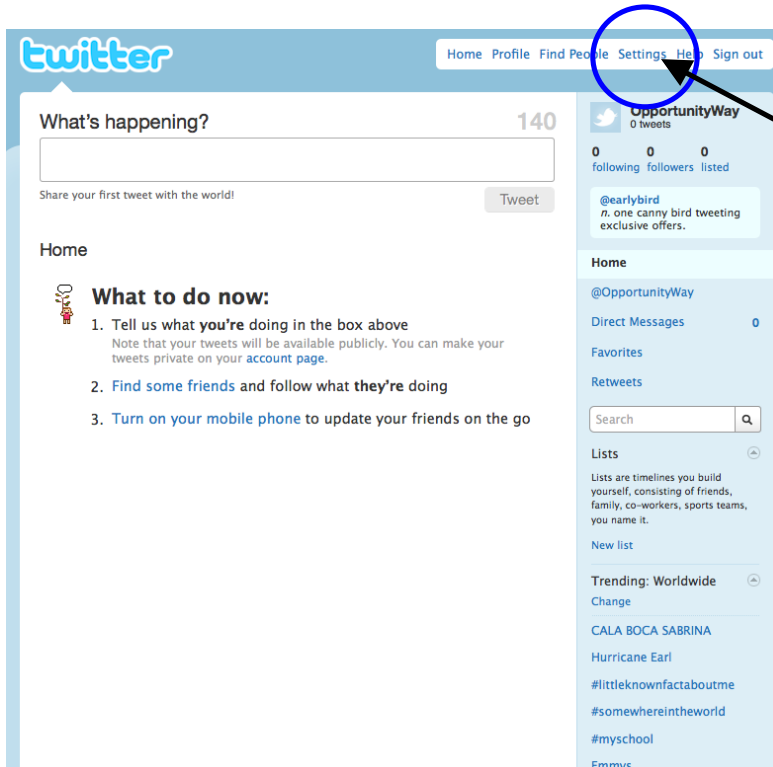 twitter
Home Profile Find People Settings Help Sign out
What's happening?
140
Share your first tweet with the world!
Tweet
Home
What to do now:
1. Tell us what you're doing in the box above
Note that your tweets will be available publicly. You can make your
tweets private on your account page.
2. Find some friends and follow what they're doing
3. Turn on your mobile phone to update your friends on the go
OpportunityWay
0 tweets
0 0 0
following followers listed
@earlybird
n. one canny bird tweeting
exclusive offers.
Home
@OpportunityWay
Direct Messages 0
Favorites
Retweets
Search
Lists
Lists are timelines you build
yourself, consisting of friends,
family, co-workers, sports teams,
you name it.
New list
Trending: Worldwide
Change
CALA BOCA SABRINA
Hurricane Earl
#littleknownfactaboutme
#somewhereintheworld
#myschool
Emmys